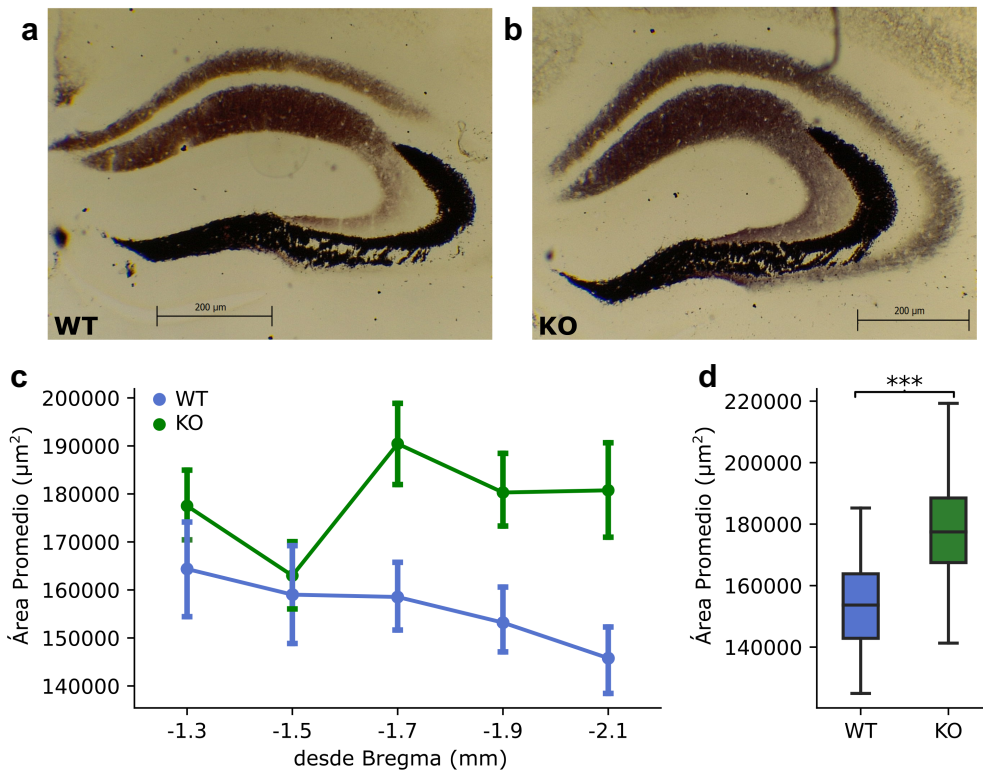 a
b
200 µm
WT
200 µm
KO
c
WT
KO
200000
190000
180000
170000
160000
150000
140000
Área Promedio (µm²)
-1.3 -1.5 -1.7 -1.9 -2.1
desde Bregma (mm)
d
***
220000
200000
180000
160000
140000
Área Promedio (µm²)
WT KO